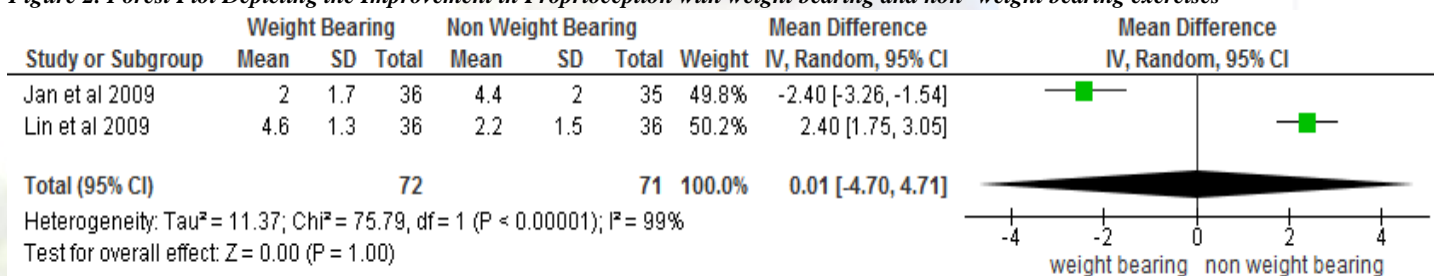 Figure 2: Forest Plot Depicting the Improvement in Proprioception with weight bearing and non- weight bearing exercises
Weight Bearing Non Weight Bearing Mean Difference Mean Difference
Study or Subgroup Mean SD Total Mean SD Total Weight IV, Random, 95% CI IV, Random, 95% CI
Jan et al 2009 2 1.7 36 4.4 2 35 49.8% -2.40 [-3.26, -1.54]
Lin et al 2009 4.6 1.3 36 2.2 1.5 36 50.2% 2.40 [1.75, 3.05]
Total (95% CI) 72 71 100.0% 0.01 [-4.70, 4.71]
Heterogeneity: Tau² = 11.37; Chi² = 75.79, df = 1 (P < 0.00001); I² = 99%
Test for overall effect: Z = 0.00 (P = 1.00)
-4 -2 0 2 4
weight bearing non weight bearing